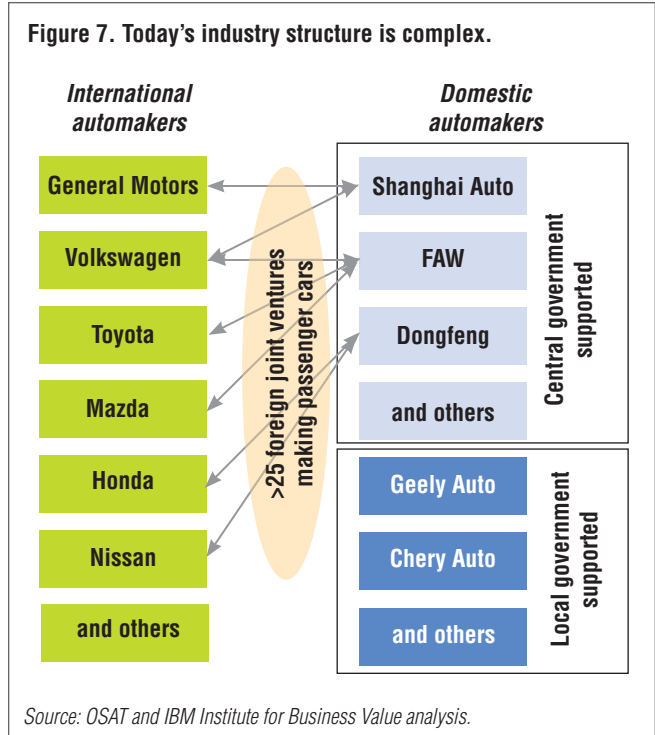 Figure 7. Today's industry structure is complex.
International
automakers
Domestic
automakers
General Motors
Volkswagen
Toyota
Mazda
Honda
Nissan
and others
>25 foreign joint ventures
making passenger cars
Shanghai Auto
FAW
Dongfeng
and others
Central government
supported
Geely Auto
Chery Auto
and others
Local government
supported
Source: OSAT and IBM Institute for Business Value analysis.